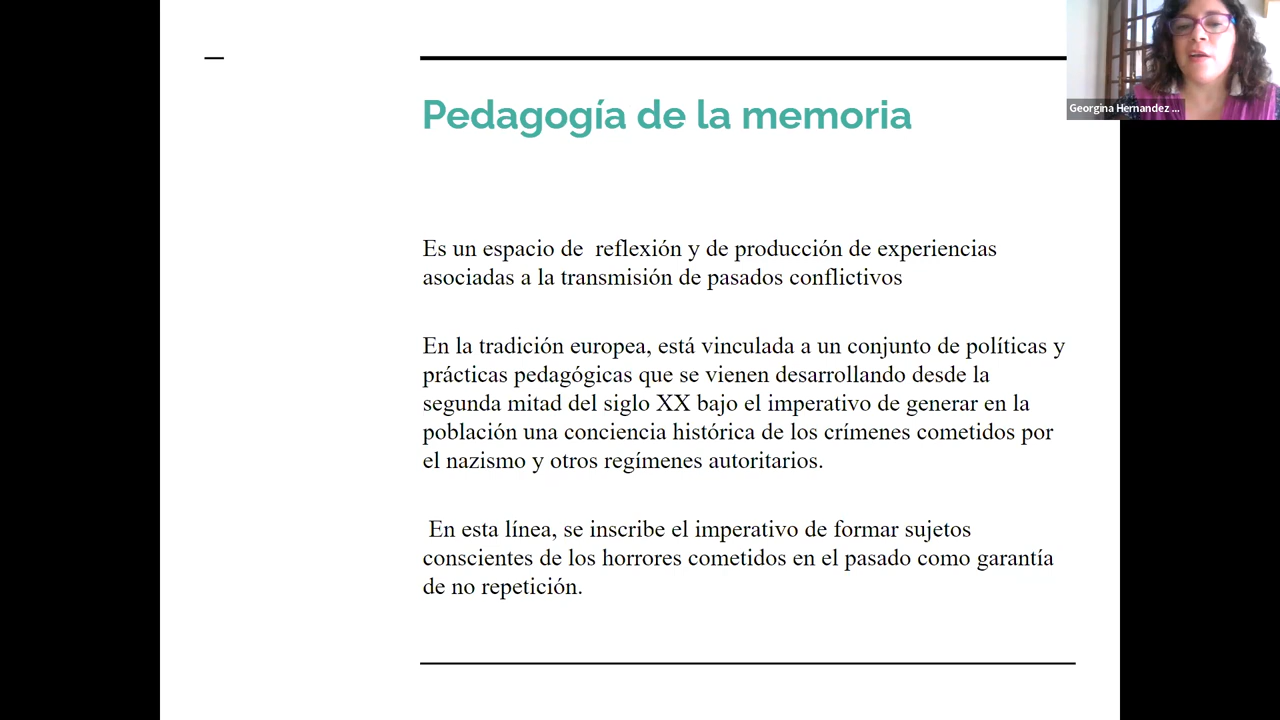 Georgina Hernandez ...
Pedagogía de la memoria
Es un espacio de  reflexión y de producción de experiencias
asociadas a la transmisión de pasados conflictivos
En la tradición europea, está vinculada a un conjunto de políticas y
prácticas pedagógicas que se vienen desarrollando desde la
segunda mitad del siglo XX bajo el imperativo de generar en la
población una conciencia histórica de los crímenes cometidos por
el nazismo y otros regímenes autoritarios.
En esta línea, se inscribe el imperativo de formar sujetos
conscientes de los horrores cometidos en el pasado como garantía
de no repetición.